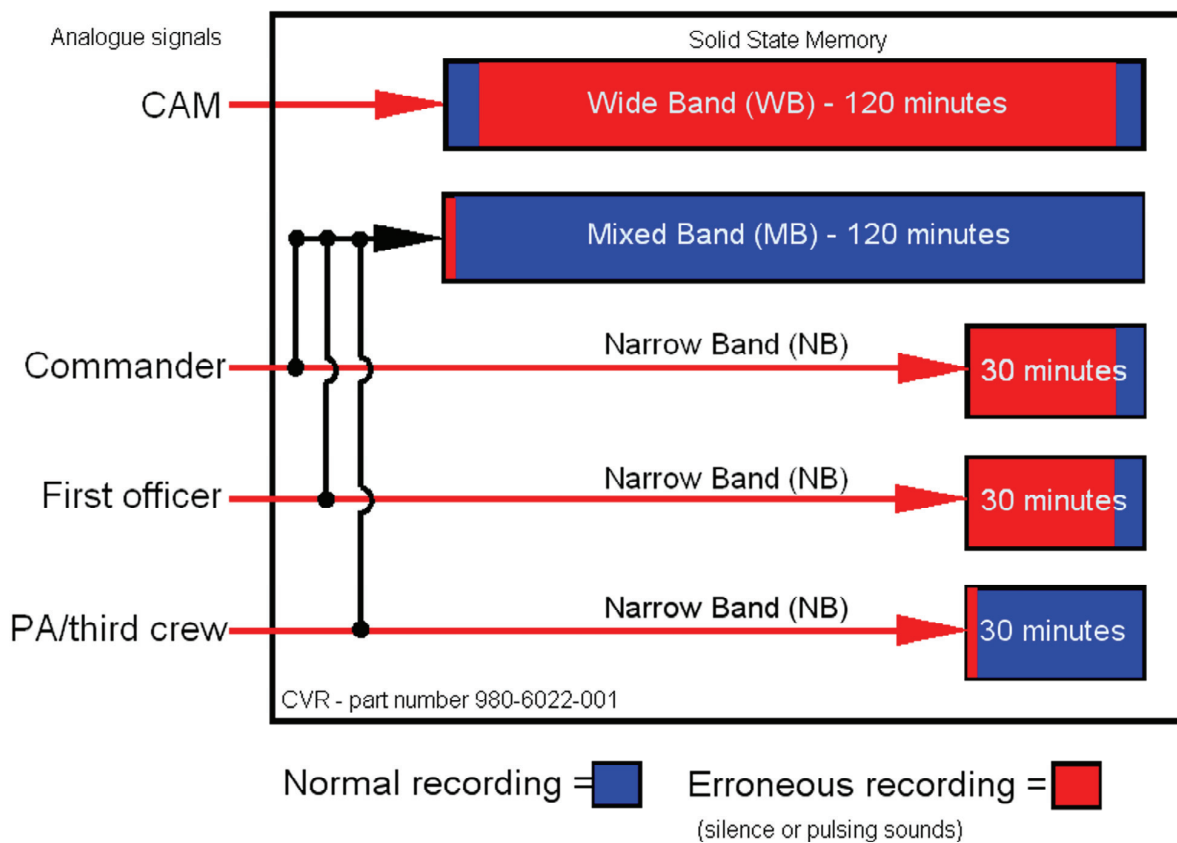 Analogue signals
Solid State Memory
CAM
Wide Band (WB) - 120 minutes
Mixed Band (MB) - 120 minutes
Commander
Narrow Band (NB)
30 minutes
First officer
Narrow Band (NB)
30 minutes
PA/third crew
Narrow Band (NB)
30 minutes
CVR - part number 980-6022-001
Normal recording =
Erroneous recording =
(silence or pulsing sounds)